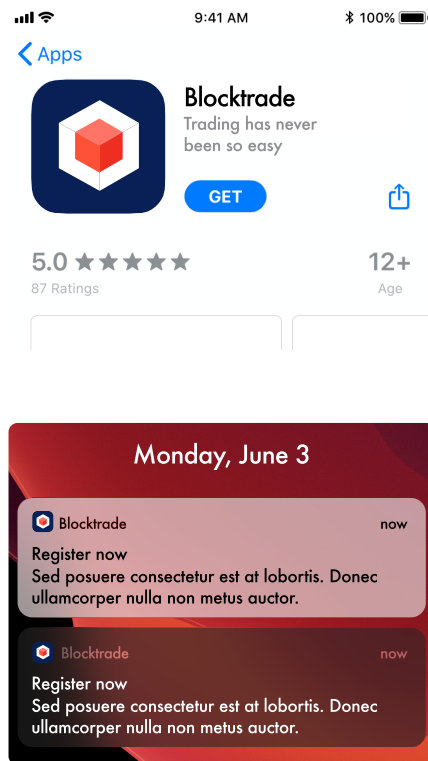 9:41 AM 100%
Apps
Blocktrade
Trading has never
been so easy
GET
5.0 12+
87 Ratings Age
Monday, June 3
Blocktrade now
Register now
Sed posuere consectetur est at lobortis. Donec
ullamcorper nulla non metus auctor.
Blocktrade now
Register now
Sed posuere consectetur est at lobortis. Donec
ullamcorper nulla non metus auctor.